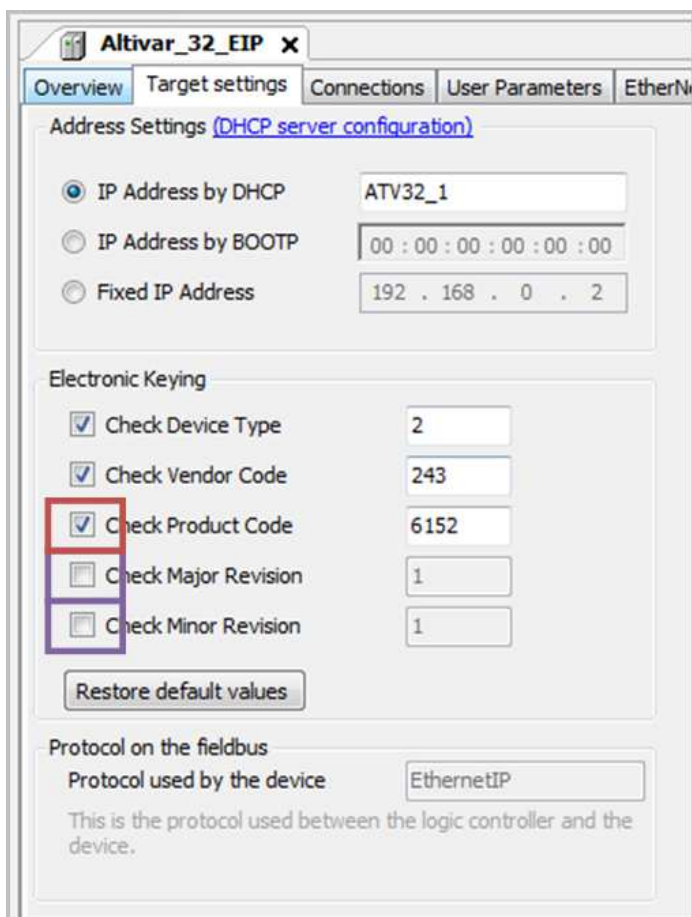 Altivar_32_EIP x
Overview Target settings Connections User Parameters EtherN
Address Settings (DHCP server configuration)
IP Address by DHCP ATV32_1
IP Address by BOOTP 00 : 00 : 00 : 00 : 00 : 00
Fixed IP Address 192 . 168 . 0 . 2
Electronic Keying
Check Device Type 2
Check Vendor Code 243
Check Product Code 6152
Check Major Revision 1
Check Minor Revision 1
Restore default values
Protocol on the fieldbus
Protocol used by the device EthernetIP
This is the protocol used between the logic controller and the
device.